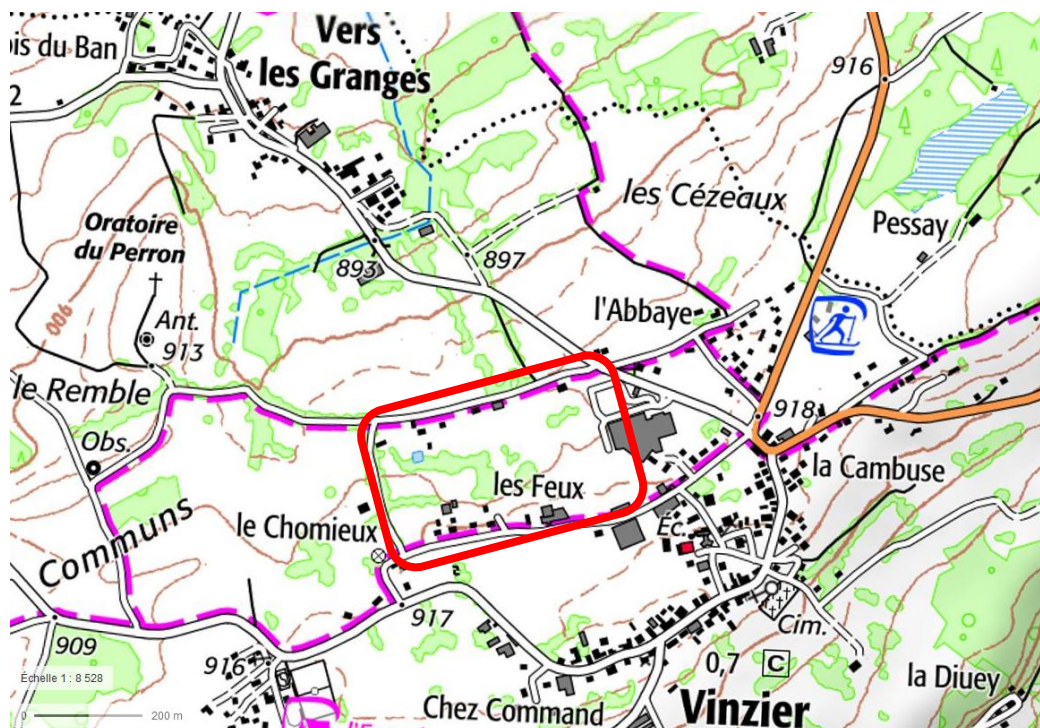 Vers
les Granges
is du Ban
2
916
les Cézeaux
Pessay
Oratoire
du Perron
893
897
900
Ant.
913
l'Abbaye
le Remble
Obs.
918
la Cambuse
les Feux
le Chomieux
Éc.
Communs
917
Cim.
909
916
0,7 C
la Diuey
Échelle 1 : 8 528
0 200 m
Chez Command
Vinzier